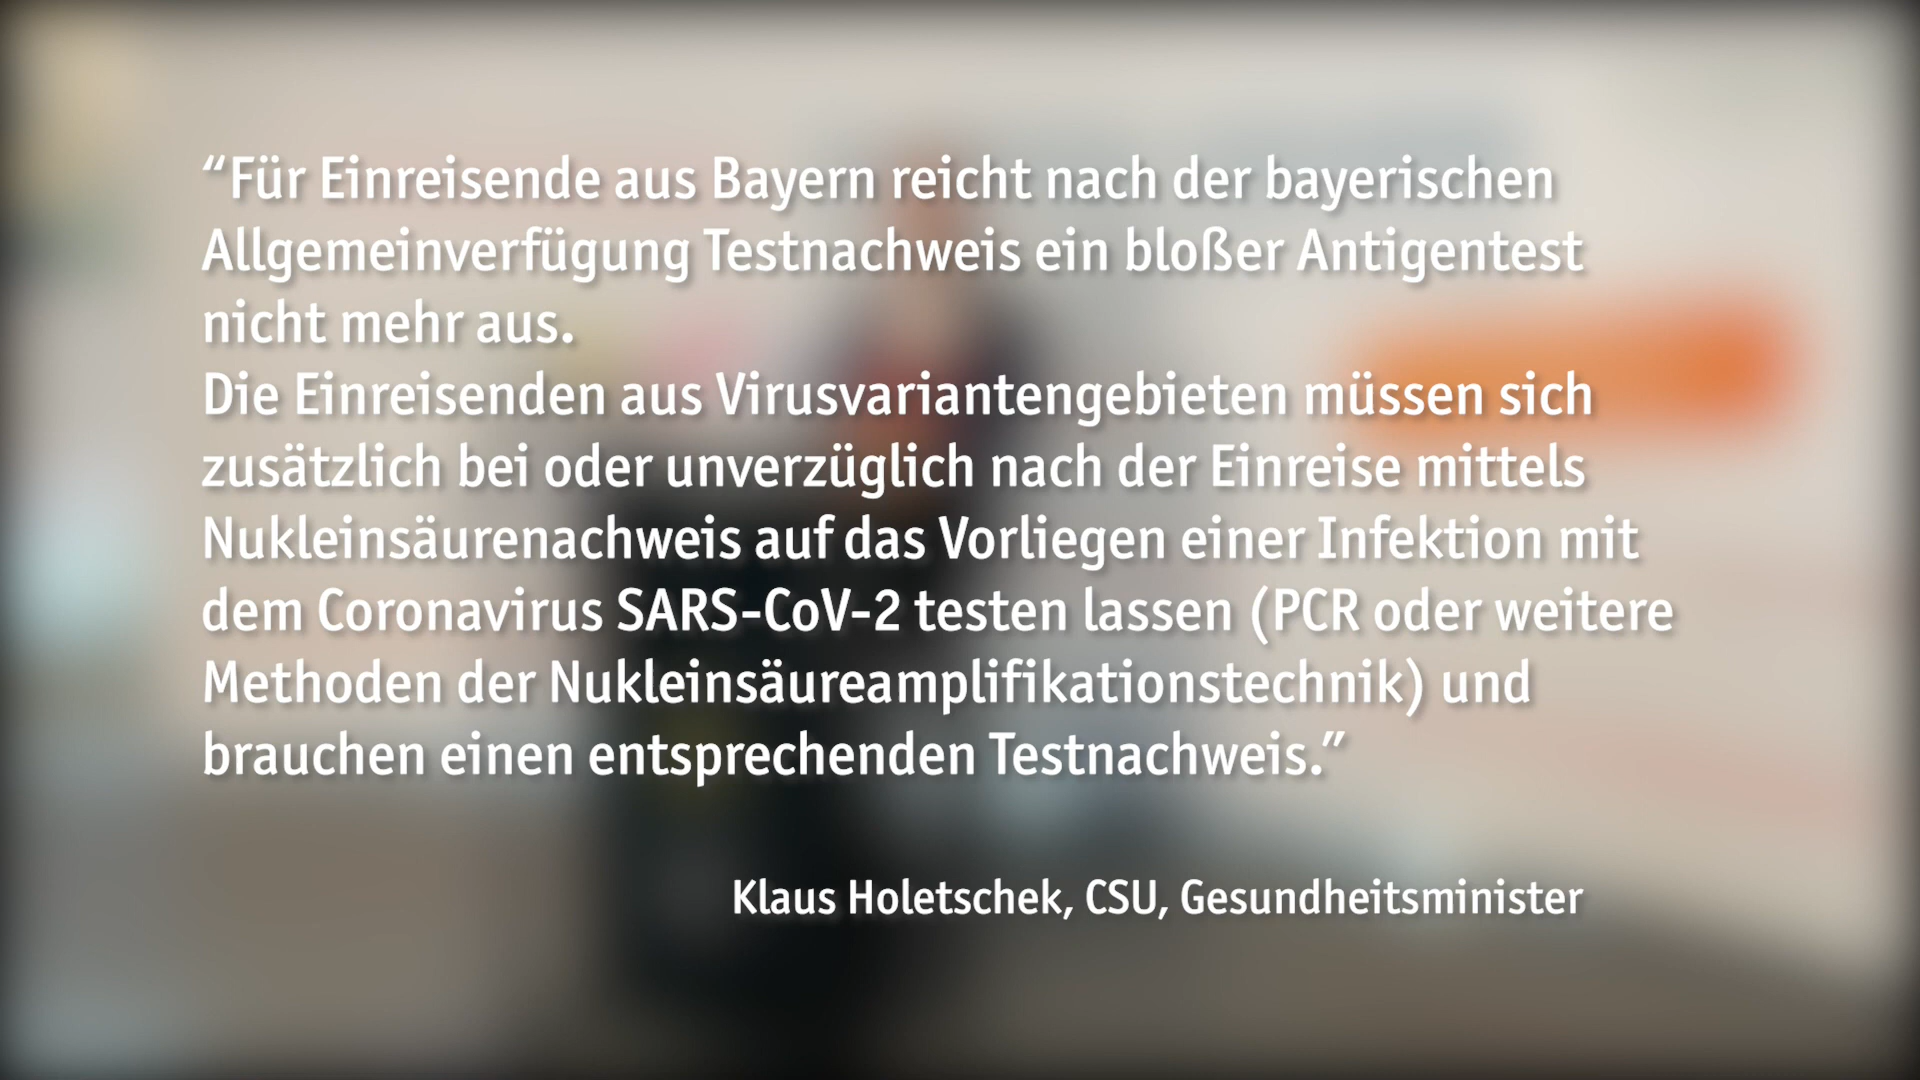 “Für Einreisende aus Bayern reicht nach der bayerischen
Allgemeinverfügung Testnachweis ein bloßer Antigentest
nicht mehr aus.
Die Einreisenden aus Virusvariantengebieten müssen sich
zusätzlich bei oder unverzüglich nach der Einreise mittels
Nukleinsäurenachweis auf das Vorliegen einer Infektion mit
dem Coronavirus SARS-CoV-2 testen lassen (PCR oder weitere
Methoden der Nukleinsäureamplifikationstechnik) und
brauchen einen entsprechenden Testnachweis.”
Klaus Holetschek, CSU, Gesundheitsminister